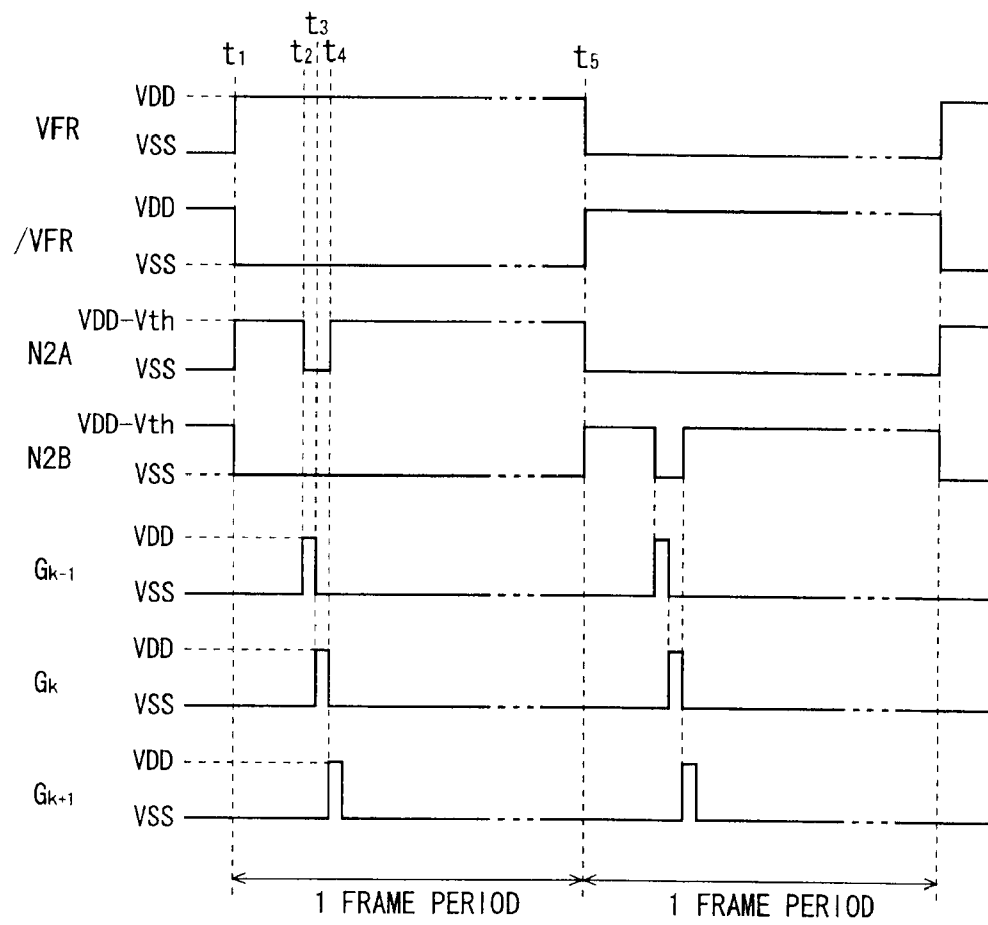 t1 t2 t3 t4 t5
VFR VDD VSS
/VFR VDD VSS
N2A VDD-Vth VSS
N2B VDD-Vth VSS
Gk-1 VDD VSS
Gk VDD VSS
Gk+1 VDD VSS
1 FRAME PERIOD 1 FRAME PERIOD